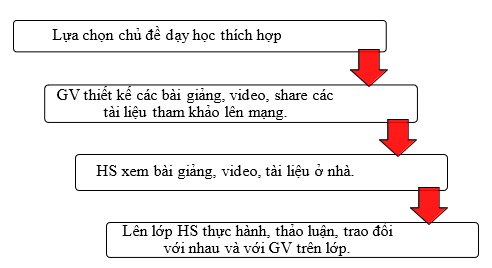 Lựa chọn chủ đề dạy học thích hợp
GV thiết kế các bài giảng, video, share các
tài liệu tham khảo lên mạng.
HS xem bài giảng, video, tài liệu ở nhà.
Lên lớp HS thực hành, thảo luận, trao đổi
với nhau và với GV trên lớp.